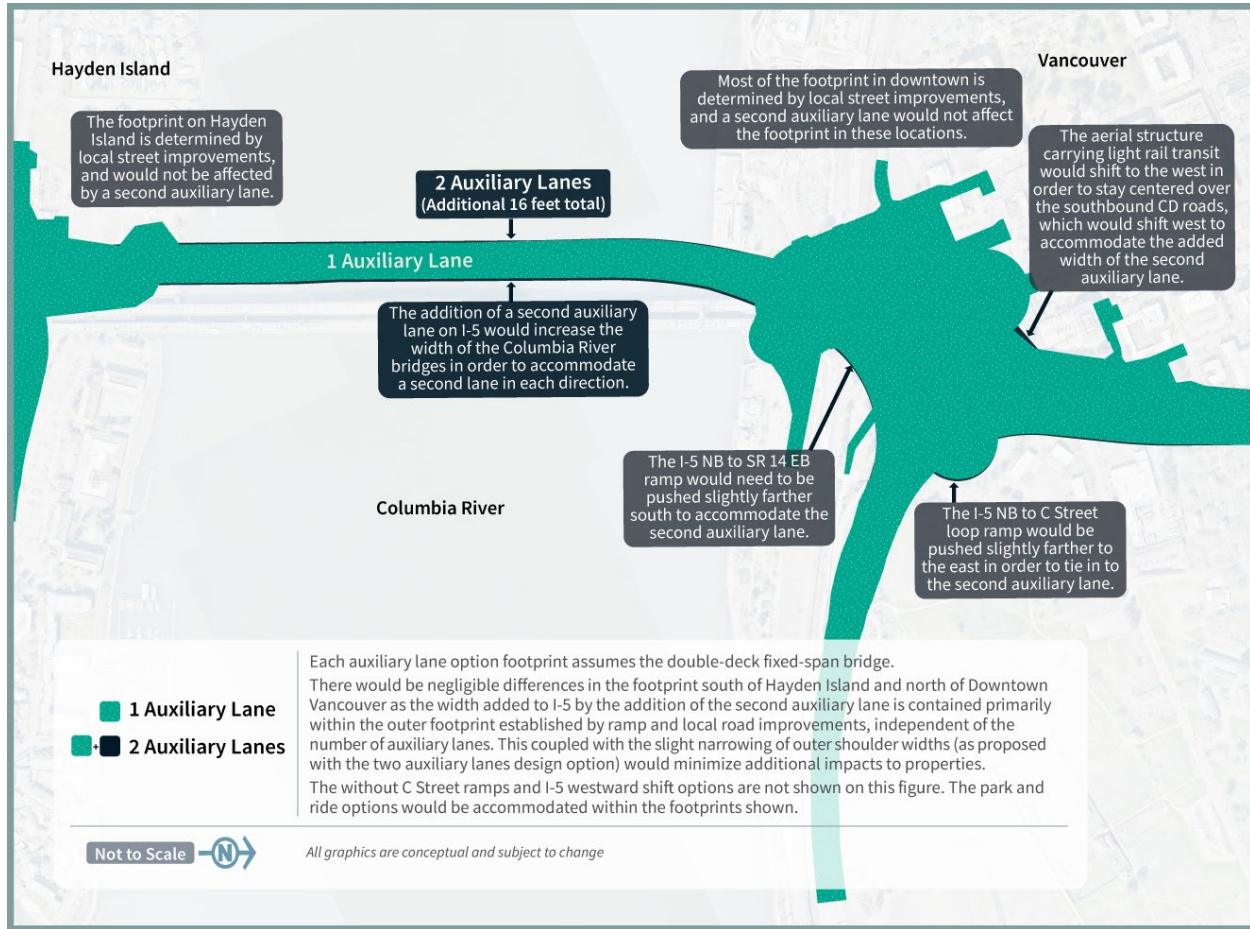 Hayden Island
The footprint on Hayden
Island is determined by
local street improvements,
and would not be affected
by a second auxiliary lane.
2 Auxiliary Lanes
(Additional 16 feet total)
1 Auxiliary Lane
The addition of a second auxiliary
lane on I-5 would increase the
width of the Columbia River
bridges in order to accommodate
a second lane in each direction.
Most of the footprint in downtown is
determined by local street improvements,
and a second auxiliary lane would not affect
the footprint in these locations.
Vancouver
The aerial structure
carrying light rail transit
would shift to the west in
order to stay centered over
the southbound CD roads,
which would shift west to
accommodate the added
width of the second
auxiliary lane.
The I-5 NB to SR 14 EB
ramp would need to be
pushed slightly farther
south to accommodate the
second auxiliary lane.
The I-5 NB to C Street
loop ramp would be
pushed slightly farther to
the east in order to tie in to
the second auxiliary lane.
Columbia River
1 Auxiliary Lane
+ 2 Auxiliary Lanes
Each auxiliary lane option footprint assumes the double-deck fixed-span bridge.
There would be negligible differences in the footprint south of Hayden Island and north of Downtown
Vancouver as the width added to I-5 by the addition of the second auxiliary lane is contained primarily
within the outer footprint established by ramp and local road improvements, independent of the
number of auxiliary lanes. This coupled with the slight narrowing of outer shoulder widths (as proposed
with the two auxiliary lanes design option) would minimize additional impacts to properties.
The without C Street ramps and I-5 westward shift options are not shown on this figure. The park and
ride options would be accommodated within the footprints shown.
Not to Scale
N
All graphics are conceptual and subject to change